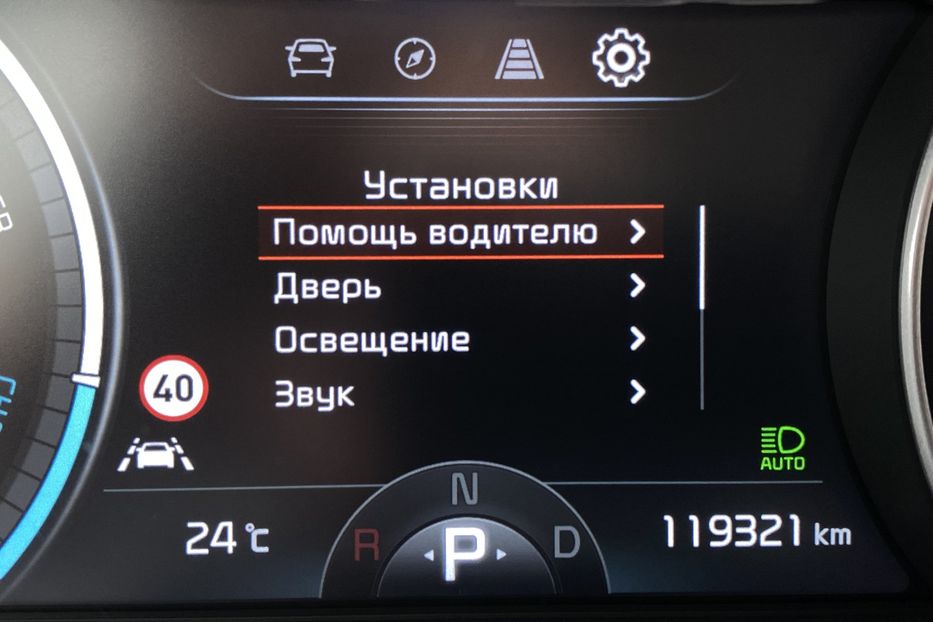 Установки
Помощь водителю
Дверь
Освещение
Звук
40
AUTO
N
R P D
24 °C
119321 km